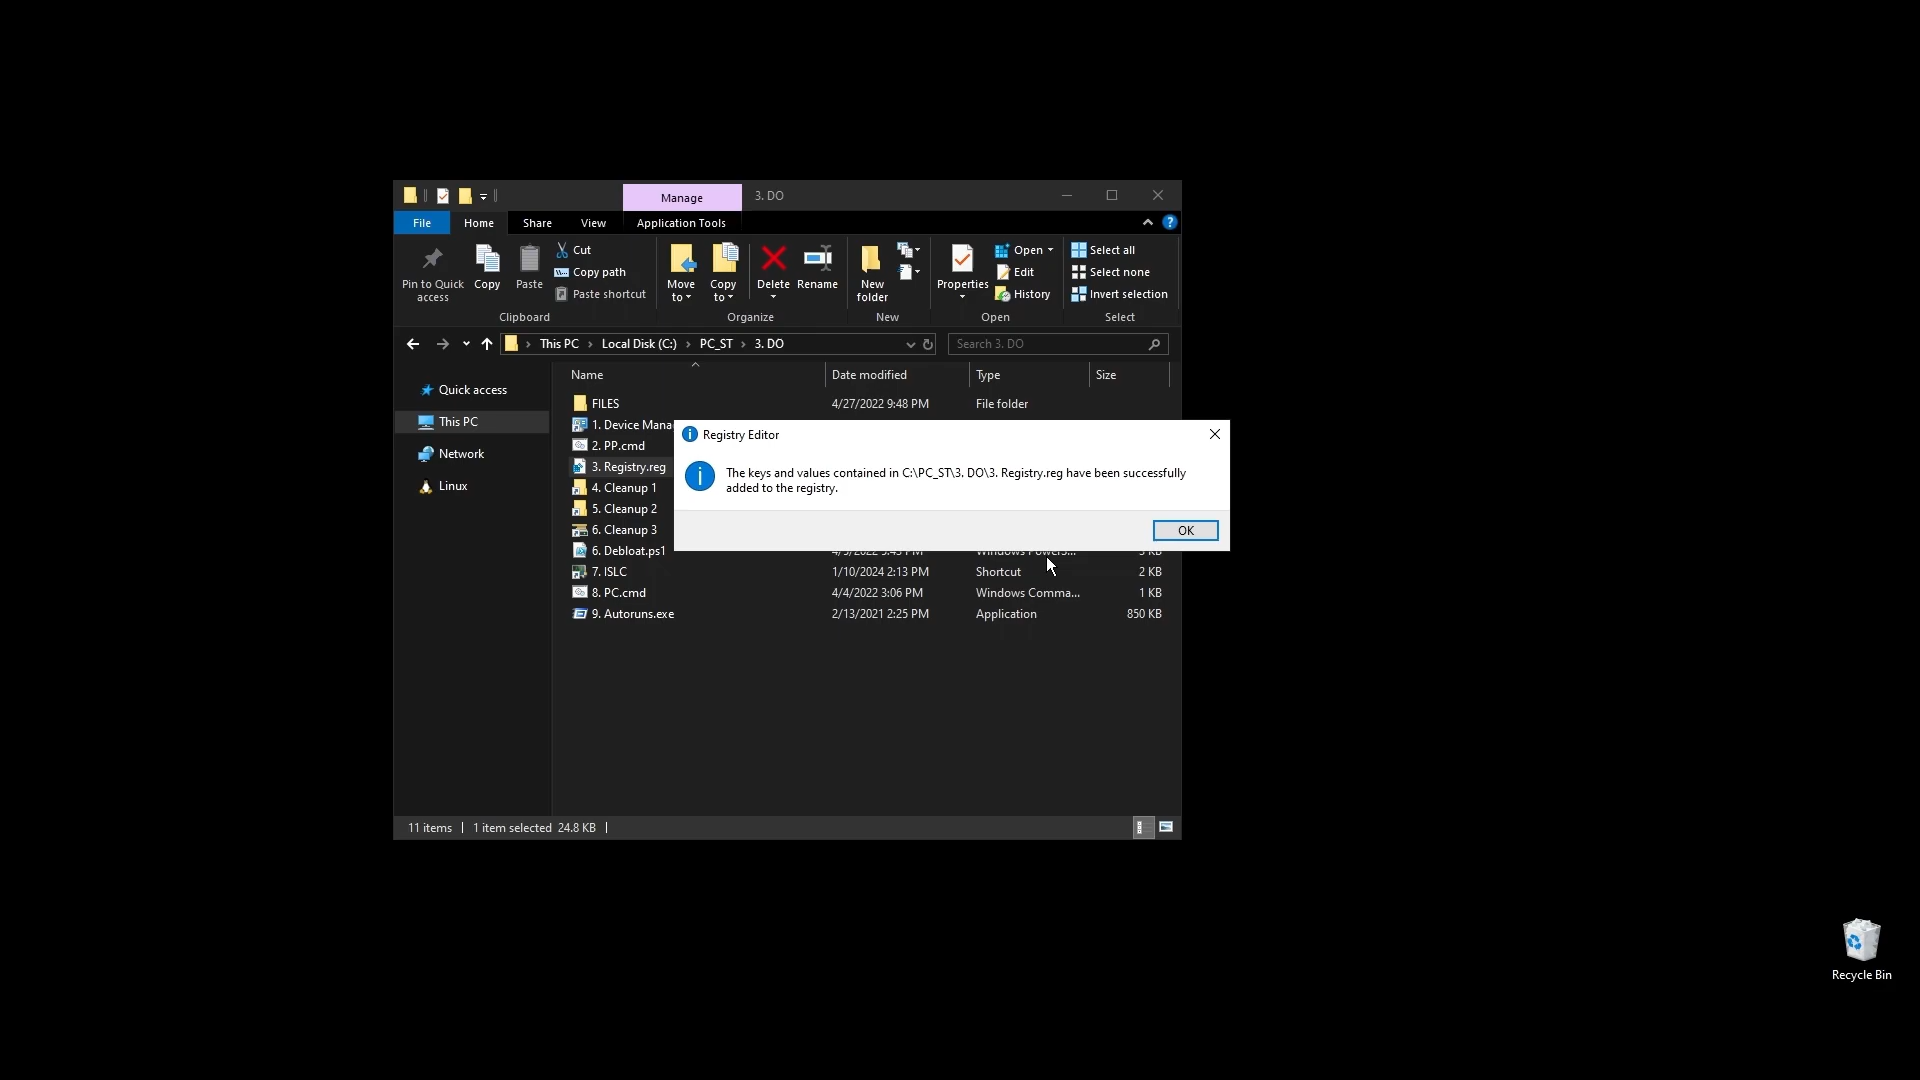 Manage
3. DO
File
Home
Share
View
Application Tools
Pin to Quick
access
Copy
Paste
Cut
Copy path
Paste shortcut
Clipboard
Move
to
Copy
to
Delete
Rename
Organize
New
folder
New
Properties
Open
Edit
History
Open
Select all
Select none
Invert selection
Select
This PC
Local Disk (C:)
PC_ST
3. DO
Search 3. DO
Quick access
This PC
Network
Linux
Name
Date modified
Type
Size
FILES
4/27/2022 9:48 PM
File folder
1. Device Mana
2. PP.cmd
3. Registry.reg
4. Cleanup 1
5. Cleanup 2
6. Cleanup 3
6. Debloat.ps1
7. ISLC
1/10/2024 2:13 PM
Shortcut
2 KB
8. PC.cmd
4/4/2022 3:06 PM
Windows Comma...
1 KB
9. Autoruns.exe
2/13/2021 2:25 PM
Application
850 KB
Registry Editor
The keys and values contained in C:\PC_ST\3. DO\3. Registry.reg have been successfully
added to the registry.
OK
11 items
1 item selected 24.8 KB
Recycle Bin